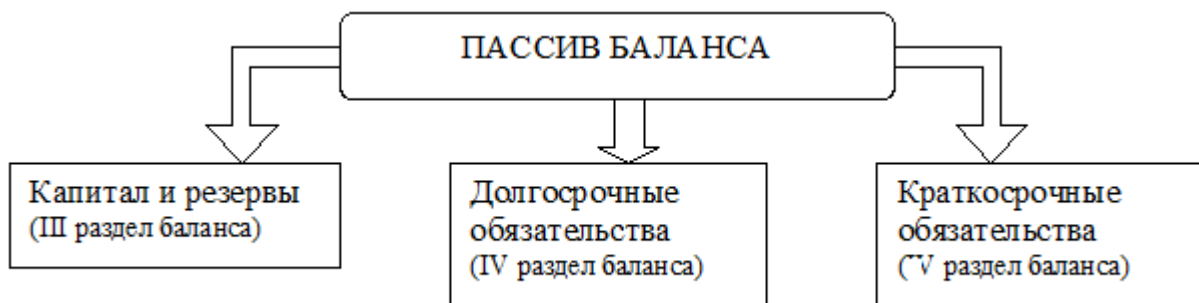 ПАССИВ БАЛАНСА
Капитал и резервы
(III раздел баланса)
Долгосрочные
обязательства
(IV раздел баланса)
Краткосрочные
обязательства
(V раздел баланса)